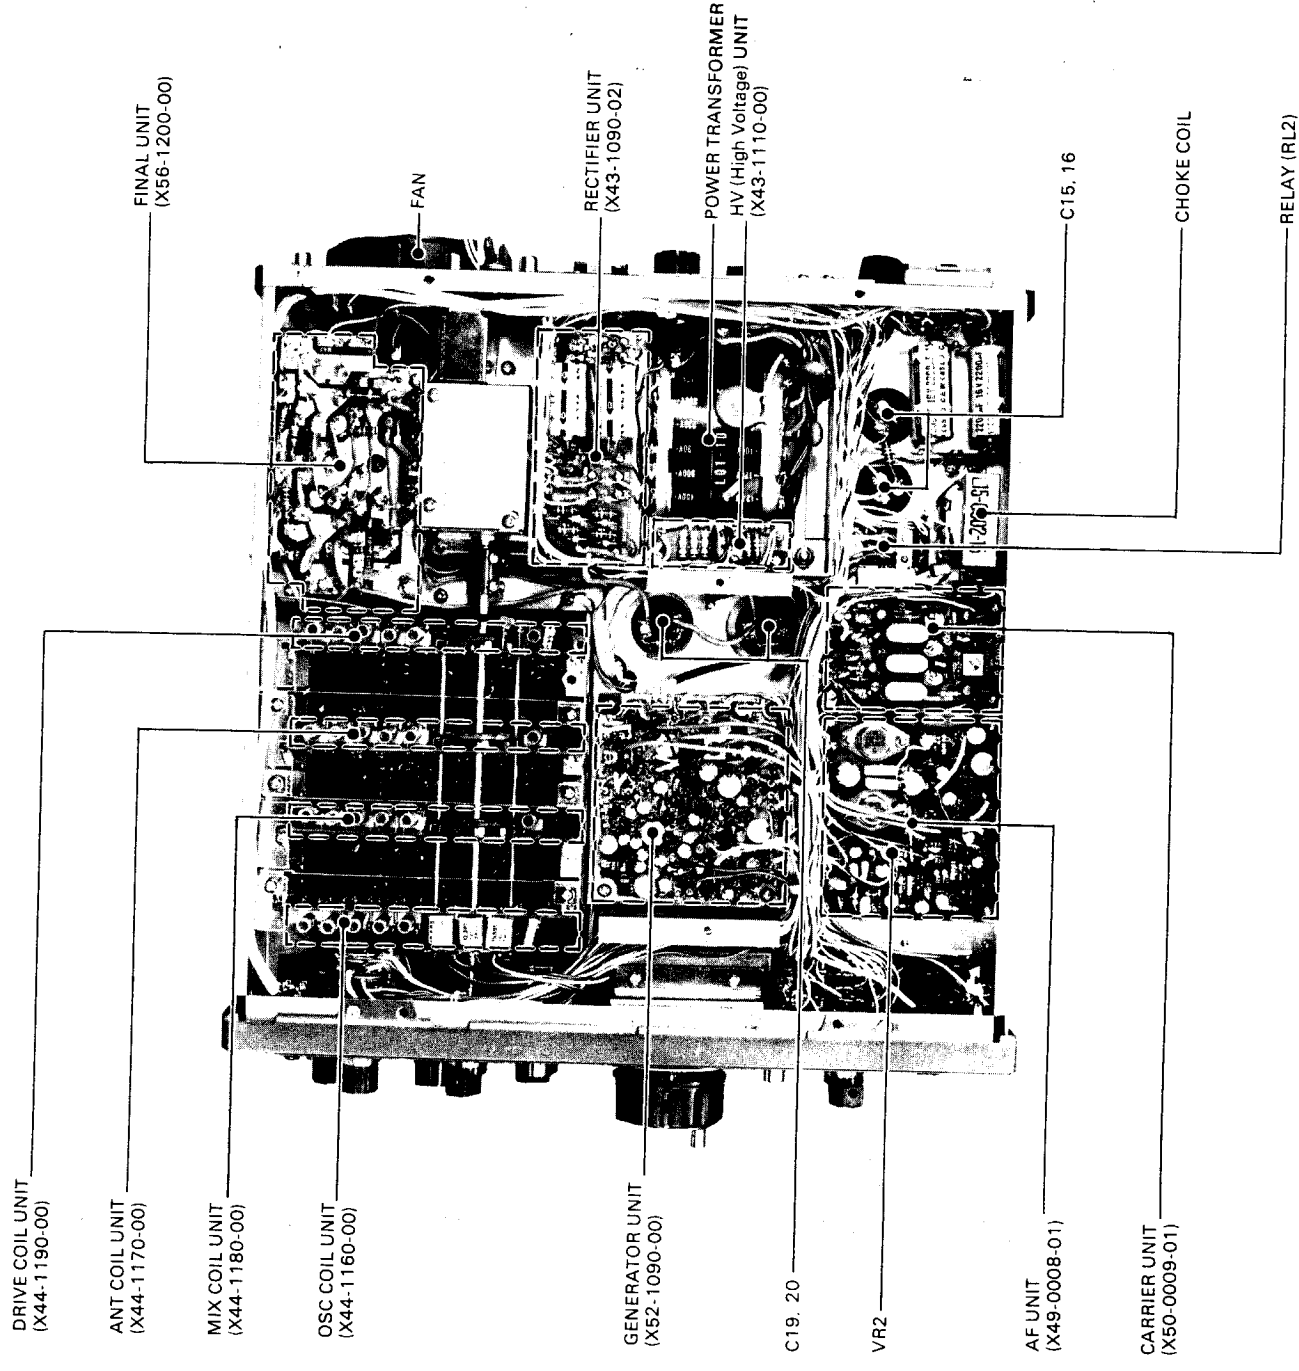 FINAL UNIT
(X56-1200-00)
FAN
RECTIFIER UNIT
(X43-1090-02)
POWER TRANSFORMER
HV (High Voltage) UNIT
(X43-1110-00)
C15, 16
CHOKE COIL
RELAY (RL2)
DRIVE COIL UNIT
(X44-1190-00)
ANT COIL UNIT
(X44-1170-00)
MIX COIL UNIT
(X44-1180-00)
OSC COIL UNIT
(X44-1160-00)
GENERATOR UNIT
(X52-1090-00)
C19, 20
VR2
AF UNIT
(X49-0008-01)
CARRIER UNIT
(X50-0009-01)